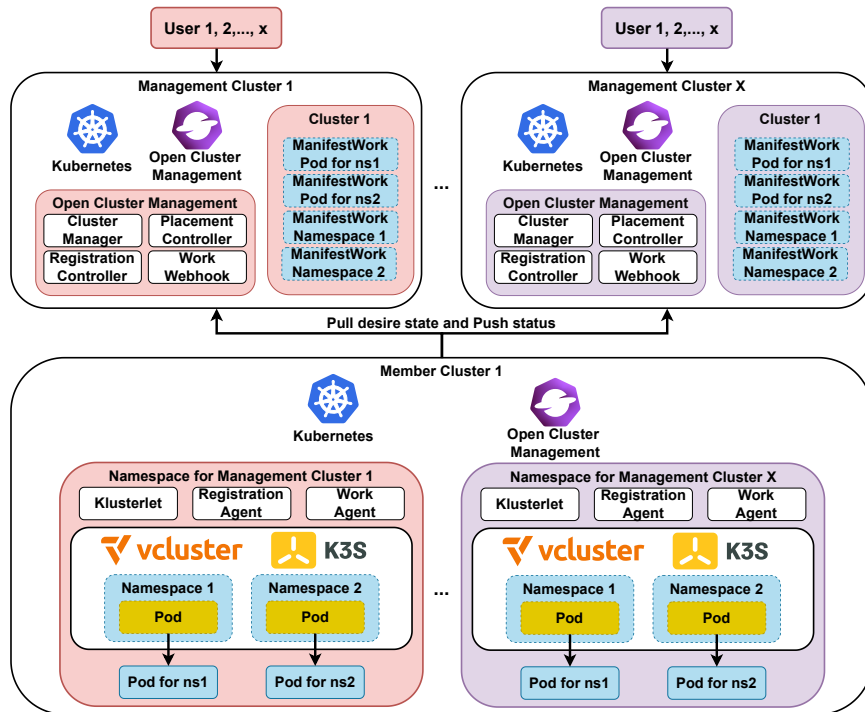 User 1, 2,..., x
User 1, 2,..., x
Management Cluster 1
Kubernetes
Open Cluster
Management
Cluster 1
ManifestWork
Pod for ns1
ManifestWork
Pod for ns2
ManifestWork
Namespace 1
ManifestWork
Namespace 2
Open Cluster Management
Cluster
Manager
Placement
Controller
Registration
Controller
Work
Webhook
...
Management Cluster X
Kubernetes
Open Cluster
Management
Cluster 1
ManifestWork
Pod for ns1
ManifestWork
Pod for ns2
ManifestWork
Namespace 1
ManifestWork
Namespace 2
Open Cluster Management
Cluster
Manager
Placement
Controller
Registration
Controller
Work
Webhook
Pull desire state and Push status
Member Cluster 1
Kubernetes
Open Cluster
Management
Namespace for Management Cluster 1
Klusterlet
Registration
Agent
Work
Agent
vcluster
K3S
Namespace 1
Pod
Namespace 2
Pod
Pod for ns1
Pod for ns2
...
Namespace for Management Cluster X
Klusterlet
Registration
Agent
Work
Agent
vcluster
K3S
Namespace 1
Pod
Namespace 2
Pod
Pod for ns1
Pod for ns2